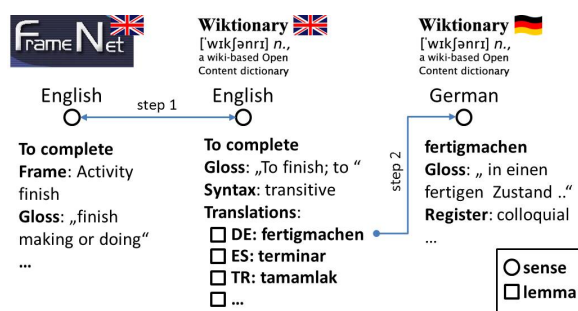 FrameNet
Wiktionary
['wɪkʃənrɪ] n.,
a wiki-based Open
Content dictionary
Wiktionary
['wɪkʃənrɪ] n.,
a wiki-based Open
Content dictionary
English
step 1
English
German
To complete
Frame: Activity
finish
Gloss: „finish
making or doing“
...
To complete
Gloss: „To finish; to “
Syntax: transitive
Translations:
DE: fertigmachen
ES: terminar
TR: tamamlak
...
step 2
fertigmachen
Gloss: „ in einen
fertigen Zustand ..“
Register: colloquial
...
sense
lemma